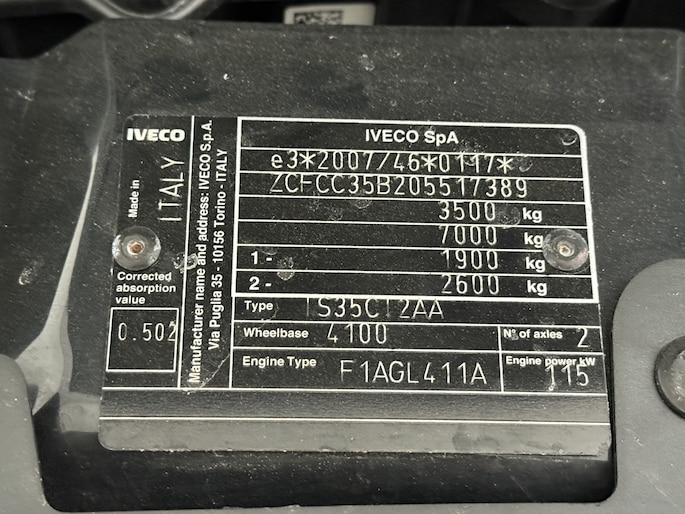 IVECO
Made in ITALY
Corrected
absorption
value
0.502
Manufacturer name and address: IVECO S.p.A.
Via Puglia 35 - 10156 Torino - ITALY
IVECO SpA
e3*2007/46*0117*
ZCFCC35B205517389
3500 kg
7000 kg
1 - 1900 kg
2 - 2600 kg
Type IS35CI2AA
Wheelbase 4100 N° of axles 2
Engine Type F1AGL411A Engine power kW 115